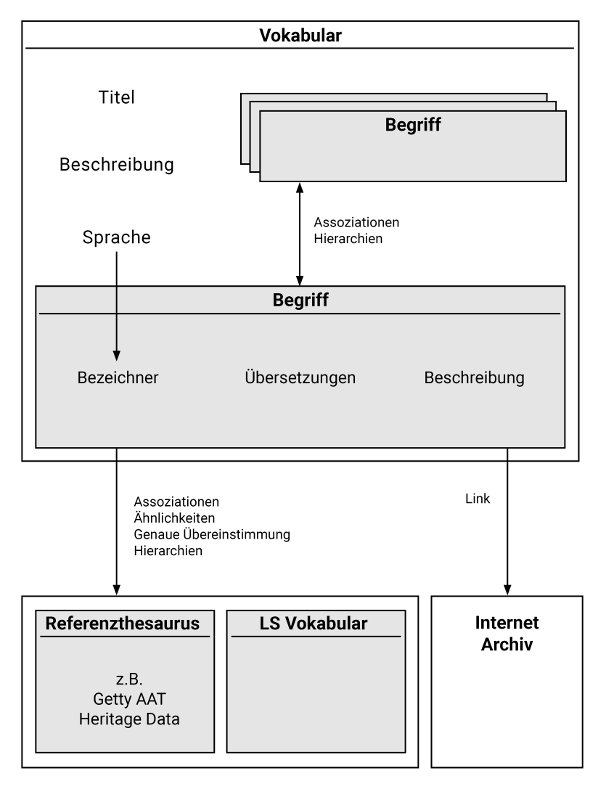 Vokabular
Titel
Begriff
Beschreibung
Assoziationen
Hierarchien
Sprache
Begriff
Bezeichner
Übersetzungen
Beschreibung
Assoziationen
Ähnlichkeiten
Genaue Übereinstimmung
Hierarchien
Link
Referenzthesaurus
z.B.
Getty AAT
Heritage Data
LS Vokabular
Internet
Archiv